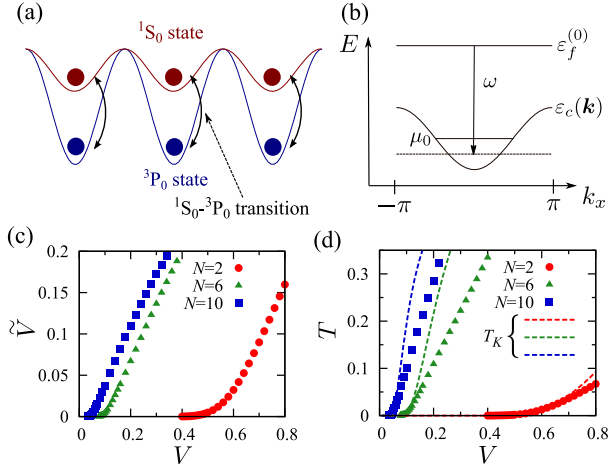 (a)
¹S₀ state
³P₀ state
¹S₀-³P₀ transition
(b)
E
ε_f^(0)
ω
ε_c(k)
μ₀
−π
π
k_x
(c)
0.2
0.15
0.1
0.05
0
Ṽ
N=2
N=6
N=10
0
0.2
0.4
0.6
0.8
V
(d)
0.3
0.2
0.1
0
T
N=2
N=6
N=10
T_K {
0
0.2
0.4
0.6
0.8
V